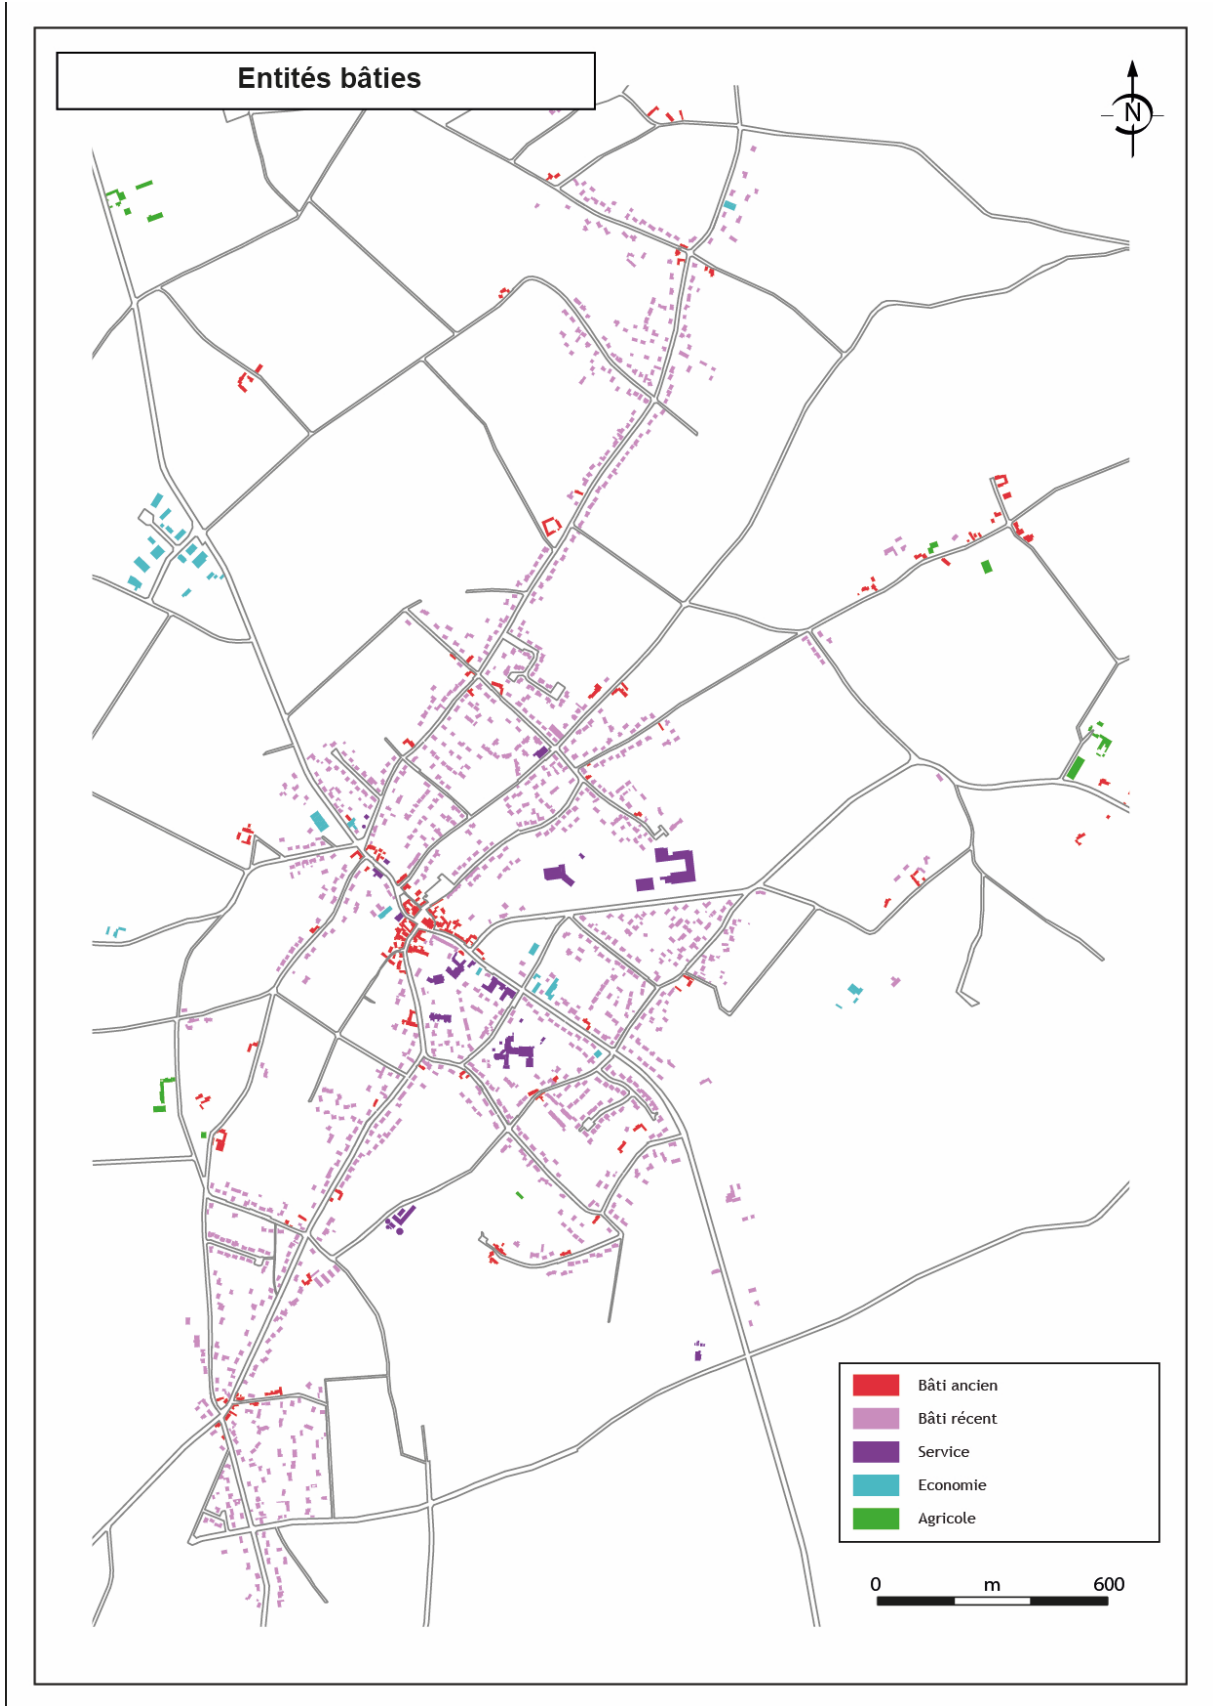 Entités bâties
N
Bâti ancien
Bâti récent
Service
Economie
Agricole
0 m 600